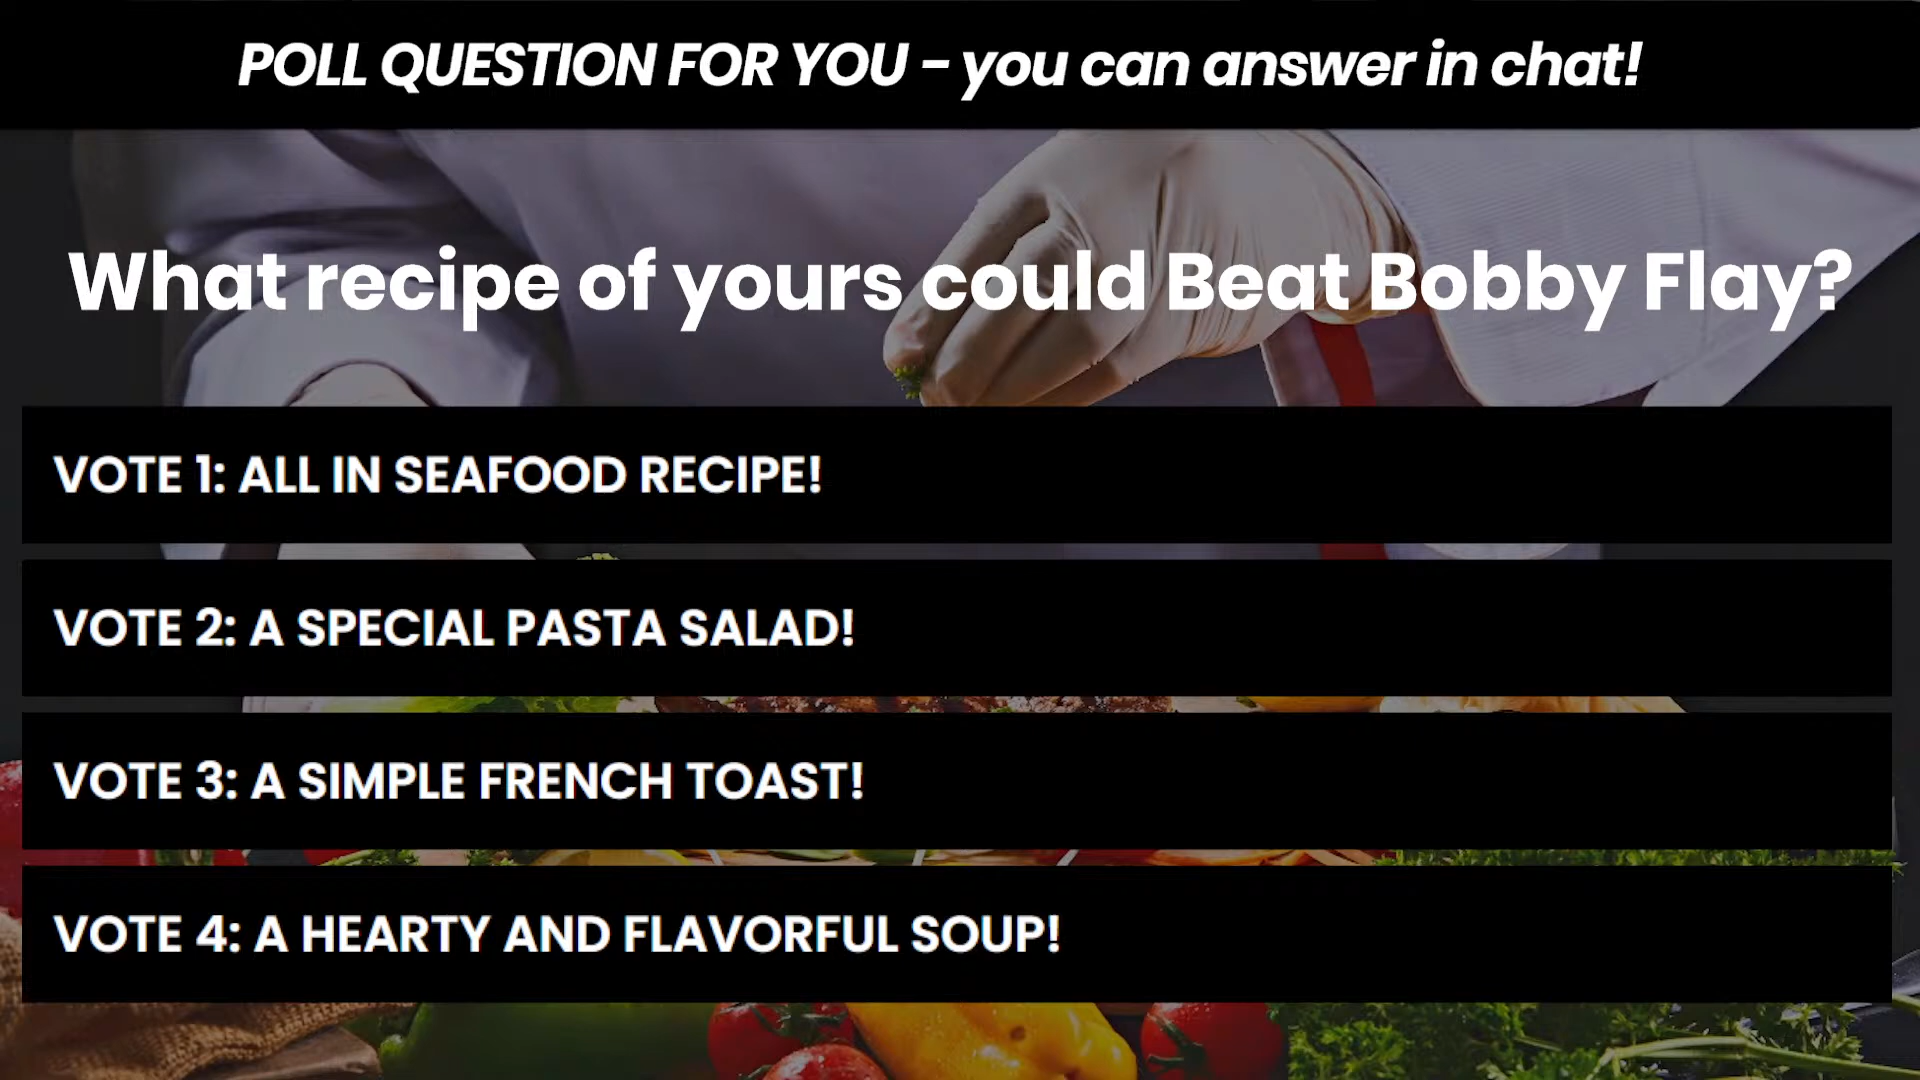 POLL QUESTION FOR YOU - you can answer in chat!
What recipe of yours could Beat Bobby Flay?
VOTE 1: ALL IN SEAFOOD RECIPE!
VOTE 2: A SPECIAL PASTA SALAD!
VOTE 3: A SIMPLE FRENCH TOAST!
VOTE 4: A HEARTY AND FLAVORFUL SOUP!